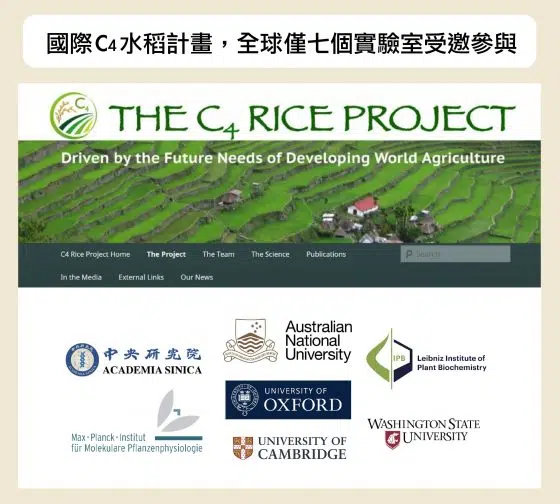 國際C4水稻計畫，全球僅七個實驗室受邀參與
THE C4 RICE PROJECT
Driven by the Future Needs of Developing World Agriculture
C4 Rice Project Home The Project The Team The Science Publications Search
In the Media External Links Our News
中央研究院
ACADEMIA SINICA
Australian
National
University
IPB
Leibniz Institute of
Plant Biochemistry
UNIVERSITY OF
OXFORD
Max-Planck-Institut
für Molekulare Pflanzenphysiologie
UNIVERSITY OF
CAMBRIDGE
WASHINGTON STATE
UNIVERSITY